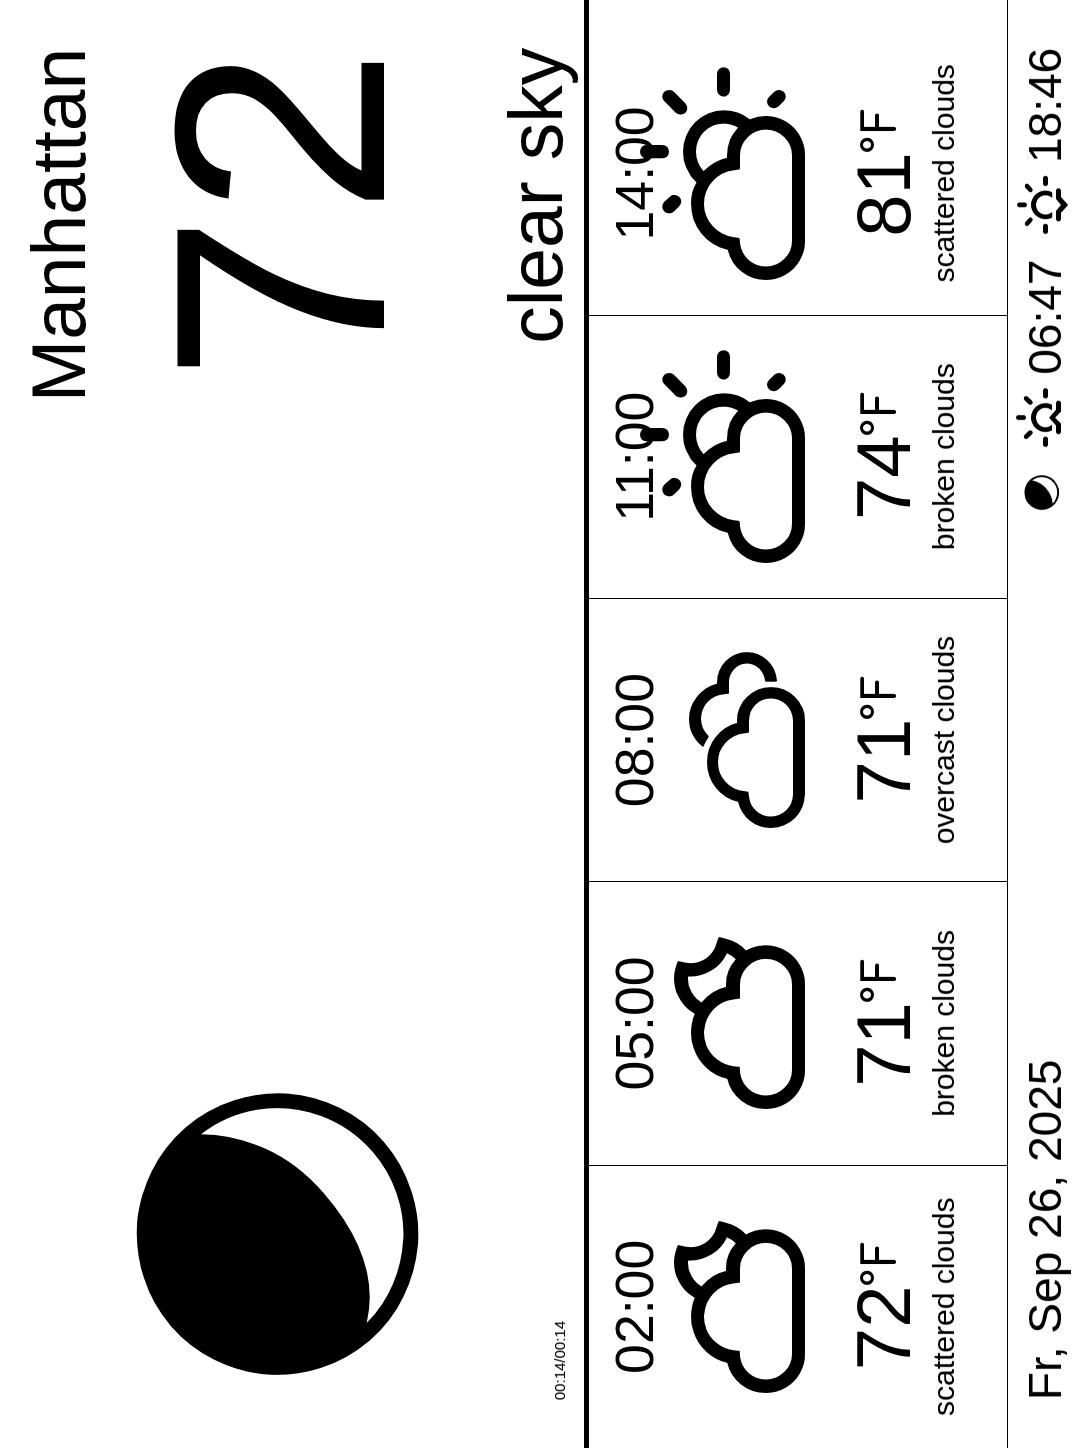 Manhattan
72
clear sky
00:14/00:14
02:00
72°F
scattered clouds
05:00
71°F
broken clouds
08:00
71°F
overcast clouds
11:00
74°F
broken clouds
14:00
81°F
scattered clouds
Fr, Sep 26, 2025
06:47
18:46